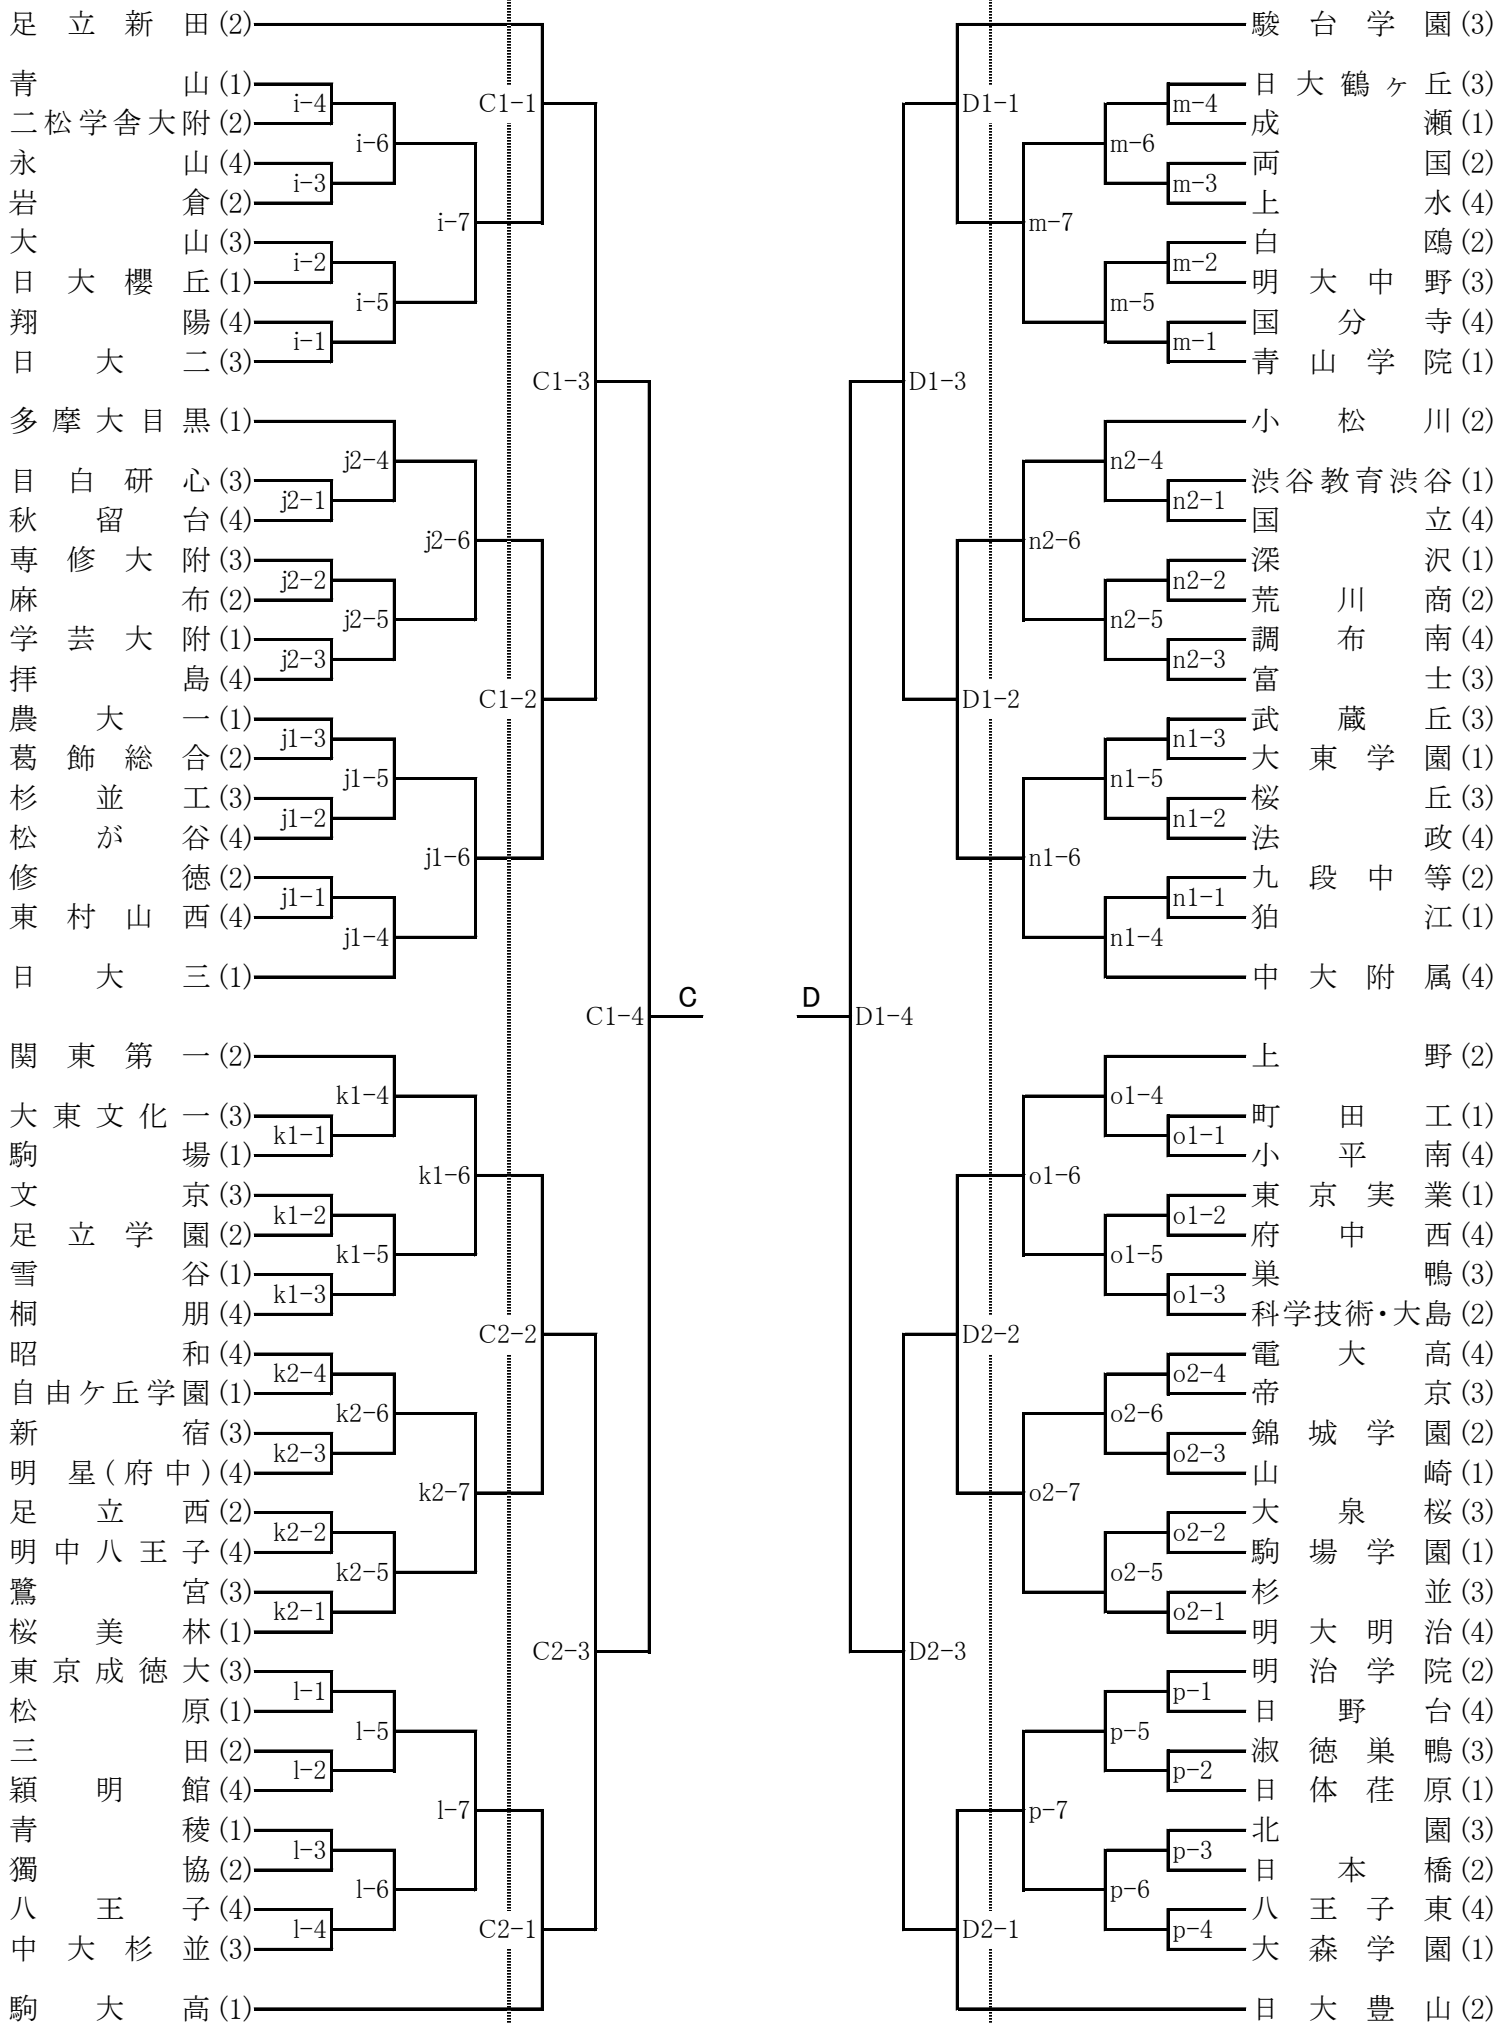 足立新田(2)
青山(1)
二松学舎大附(2)
永山(4)
岩倉(2)
大山(3)
日大櫻丘(1)
翔陽(4)
日大二(3)
多摩大目黒(1)
目白研心(3)
秋留台(4)
専修大附(3)
麻布(2)
学芸大附(1)
拝島(4)
農大一(1)
葛飾総合(2)
杉並工(3)
松が谷(4)
修徳(2)
東村山西(4)
日大三(1)
関東第一(2)
大東文化一(3)
駒場(1)
文京(3)
足立学園(2)
雪谷(1)
桐朋(4)
昭和(4)
自由ケ丘学園(1)
新宿(3)
明星(府中)(4)
足立西(2)
明中八王子(4)
鷺宮(3)
桜美林(1)
東京成徳大(3)
松原(1)
三田(2)
穎明館(4)
青稜(1)
獨協(2)
八王子(4)
中大杉並(3)
駒大高(1)
i-4
i-3
i-2
i-1
j2-1
j2-2
j2-3
j1-3
j1-2
j1-1
k1-1
k1-2
k1-3
k2-4
k2-3
k2-2
k2-1
l-1
l-2
l-3
l-4
i-6
i-5
j2-4
j2-5
j1-5
j1-4
k1-4
k1-5
k2-6
k2-5
l-5
l-6
i-7
j2-6
j1-6
k1-6
k2-7
l-7
C1-1
C1-2
C2-2
C2-1
C1-3
C2-3
C1-4
C
D
D1-4
D1-3
D2-3
D1-1
D1-2
D2-2
D2-1
m-7
n2-6
n1-6
o1-6
o2-7
p-7
m-6
m-5
n2-4
n2-5
n1-5
n1-4
o1-4
o1-5
o2-6
o2-5
p-5
p-6
m-4
m-3
m-2
m-1
n2-1
n2-2
n2-3
n1-3
n1-2
n1-1
o1-1
o1-2
o1-3
o2-4
o2-3
o2-2
o2-1
p-1
p-2
p-3
p-4
駿台学園(3)
日大鶴ヶ丘(3)
成瀬(1)
両国(2)
上水(4)
白鴎(2)
明大中野(3)
国分寺(4)
青山学院(1)
小松川(2)
渋谷教育渋谷(1)
国立(4)
深沢(1)
荒川商(2)
調布南(4)
富士(3)
武蔵丘(3)
大東学園(1)
桜丘(3)
法政(4)
九段中等(2)
狛江(1)
中大附属(4)
上野(2)
町田工(1)
小平南(4)
東京実業(1)
府中西(4)
巣鴨(3)
科学技術・大島(2)
電大高(4)
帝京(3)
錦城学園(2)
山崎(1)
大泉桜(3)
駒場学園(1)
杉並(3)
明大明治(4)
明治学院(2)
日野台(4)
淑徳巣鴨(3)
日体荏原(1)
北園(3)
日本橋(2)
八王子東(4)
大森学園(1)
日大豊山(2)